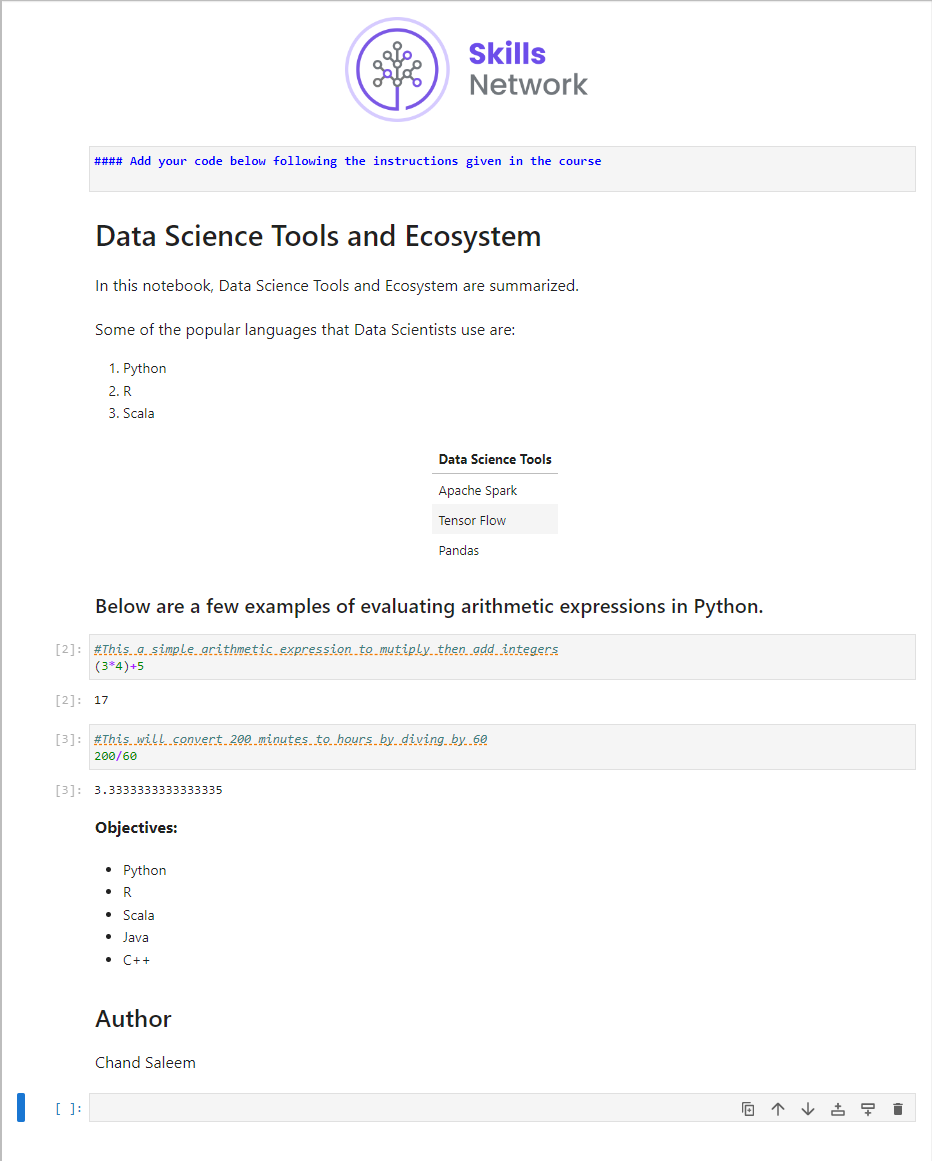 Skills
Network
#### Add your code below following the instructions given in the course
Data Science Tools and Ecosystem
In this notebook, Data Science Tools and Ecosystem are summarized.
Some of the popular languages that Data Scientists use are:
1. Python
2. R
3. Scala
Data Science Tools
Apache Spark
Tensor Flow
Pandas
Below are a few examples of evaluating arithmetic expressions in Python.
[2]: #This a simple arithmetic expression to mutiply then add integers
(3*4)+5
[2]: 17
[3]: #This will convert 200 minutes to hours by diving by 60
200/60
[3]: 3.3333333333333335
Objectives:
• Python
• R
• Scala
• Java
• C++
Author
Chand Saleem
[ ]: